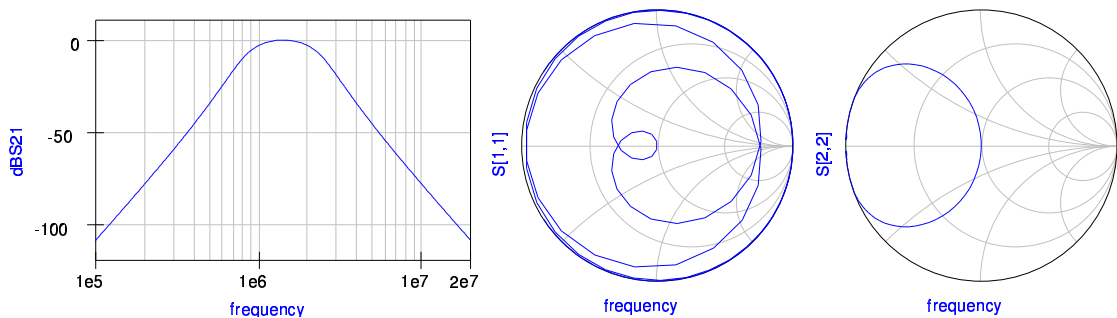 0
-50
-100
dBS21
1e5
1e6
1e7
2e7
frequency
S[1,1]
frequency
S[2,2]
frequency